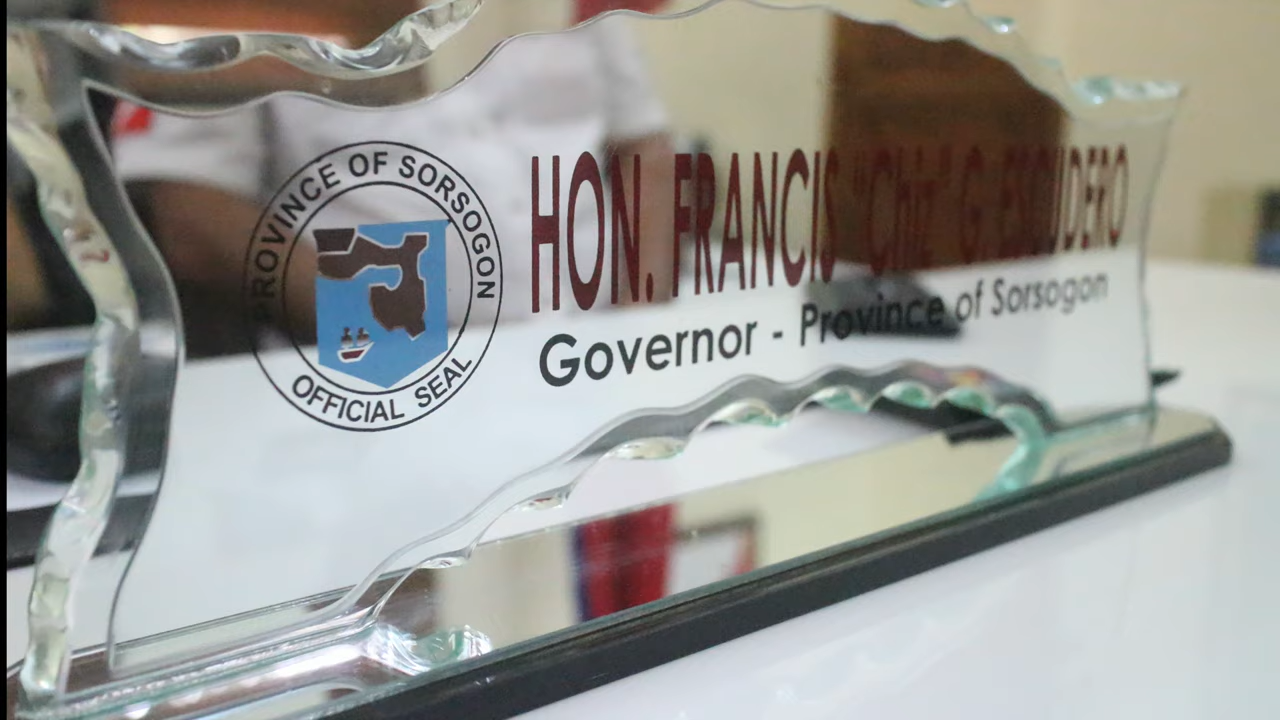 PROVINCE OF SORSOGON
OFFICIAL SEAL
HON. FRANCIS "Chiz" G. ESCUDERO
Governor - Province of Sorsogon